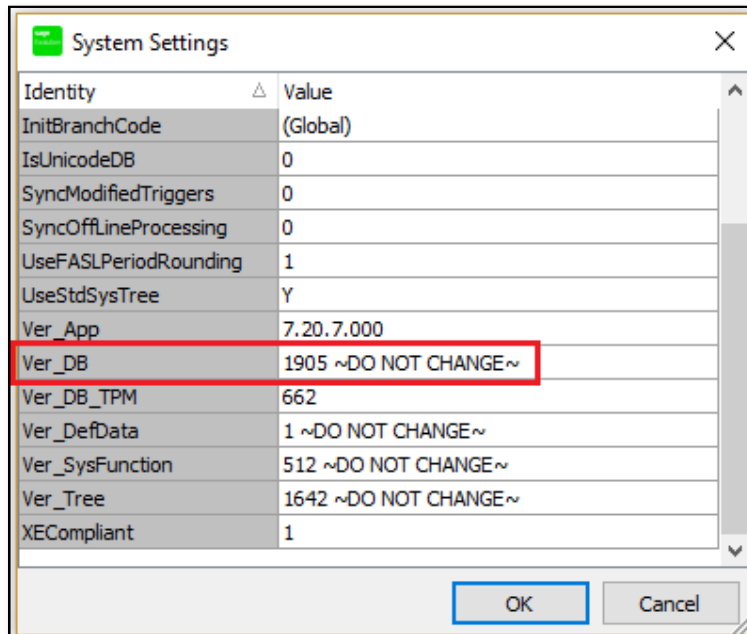 System Settings
Identity Value
InitBranchCode (Global)
IsUnicodeDB 0
SyncModifiedTriggers 0
SyncOffLineProcessing 0
UseFASLPeriodRounding 1
UseStdSysTree Y
Ver_App 7.20.7.000
Ver_DB 1905 ~DO NOT CHANGE~
Ver_DB_TPM 662
Ver_DefData 1 ~DO NOT CHANGE~
Ver_SysFunction 512 ~DO NOT CHANGE~
Ver_Tree 1642 ~DO NOT CHANGE~
XECompliant 1
OK Cancel